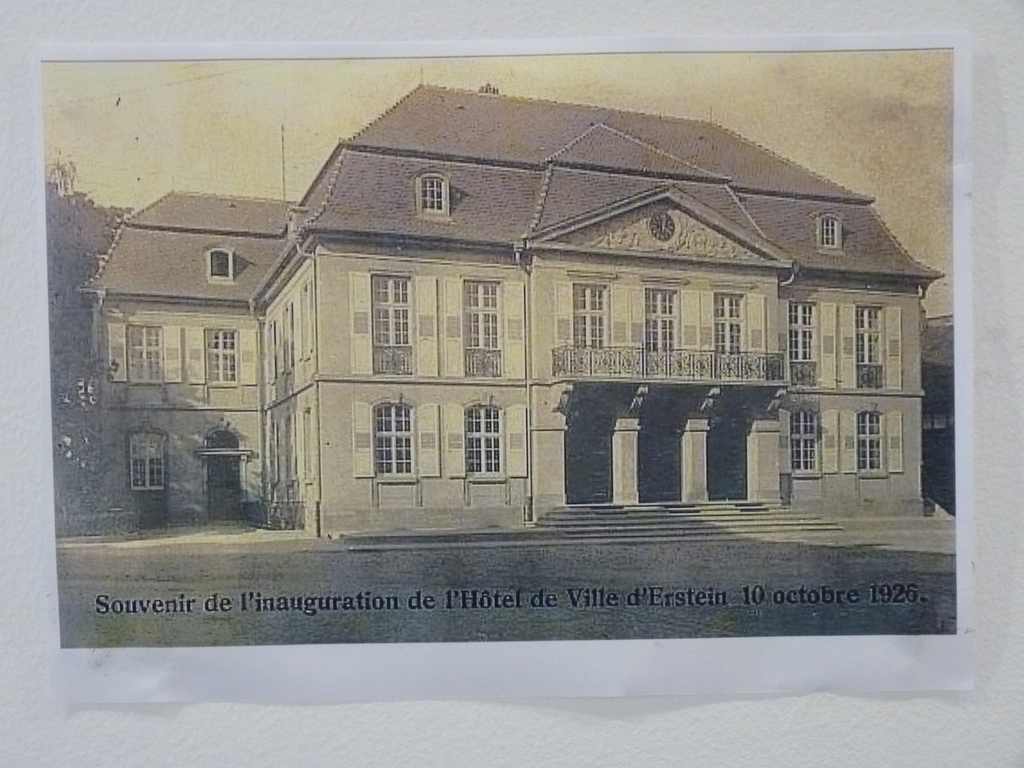 Souvenir de l'inauguration de l'Hôtel de Ville d'Erstein 10 octobre 1926.